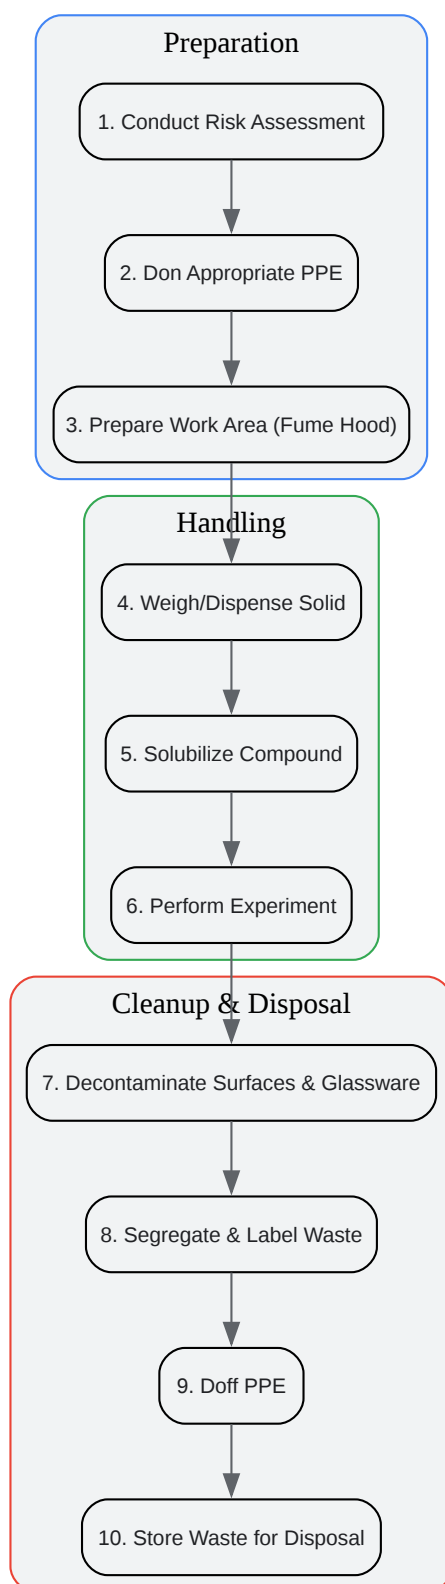 Preparation
1. Conduct Risk Assessment
2. Don Appropriate PPE
3. Prepare Work Area (Fume Hood)
Handling
4. Weigh/Dispense Solid
5. Solubilize Compound
6. Perform Experiment
Cleanup & Disposal
7. Decontaminate Surfaces & Glassware
8. Segregate & Label Waste
9. Doff PPE
10. Store Waste for Disposal